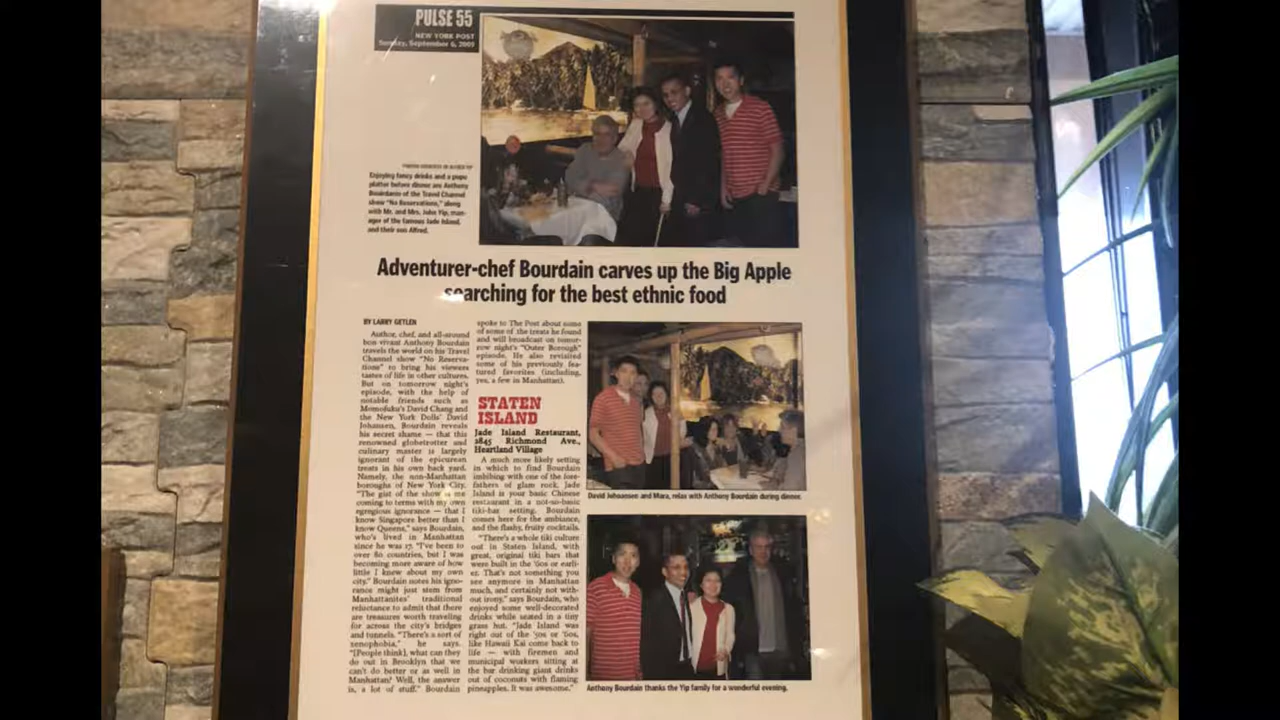 PULSE 55
NEW YORK POST
Sunday, September 6, 2009
PHOTOS COURTESY OF ALFRED YIP
Enjoying fancy drinks and a pupu
platter before dinner are Anthony
Bourdanin of the Travel Channel
show "No Reservations," along
with Mr. and Mrs. John Yip, man-
ager of the famous Jade Island,
and their son Alfred.
Adventurer-chef Bourdain carves up the Big Apple
searching for the best ethnic food
BY LARRY GETLEN
Author, chef, and all-around
bon vivant Anthony Bourdain
travels the world on his Travel
Channel show "No Reserva-
tions" to bring his viewers
tastes of life in other cultures.
But on tomorrow night's
episode, with the help of
notable friends such as
Momofuku's David Chang and
the New York Dolls' David
Johansen, Bourdain reveals
his secret shame — that this
renowned globetrotter and
culinary master is largely
ignorant of the epicurean
treats in his own back yard.
Namely, the non-Manhattan
boroughs of New York City.
"The gist of the show is me
coming to terms with my own
egregious ignorance — that I
know Singapore better than I
know Queens," says Bourdain,
who's lived in Manhattan
since he was 17. "I've been to
over 80 countries, but I was
becoming more aware of how
little I knew about my own
city." Bourdain notes his igno-
rance might just stem from
Manhattanites' traditional
reluctance to admit that there
are treasures worth traveling
for across the city's bridges
and tunnels. "There's a sort of
xenophobia," he says.
"[People think], what can they
do out in Brooklyn that we
can't do better or as well in
Manhattan? Well, the answer
is, a lot of stuff." Bourdain
spoke to The Post about some
of some of the treats he found
and will broadcast on tomor-
row night's "Outer Borough"
episode. He also revisited
some of his previously fea-
tured favorites (including,
yes, a few in Manhattan).
STATEN
ISLAND
Jade Island Restaurant,
2845 Richmond Ave.,
Heartland Village
A much more likely setting
in which to find Bourdain
imbibing with one of the fore-
fathers of glam rock, Jade
Island is your basic Chinese
restaurant in a not-so-basic
tiki-bar setting. Bourdain
comes here for the ambiance,
and the flashy, fruity cocktails.
"There's a whole tiki culture
out in Staten Island, with
great, original tiki bars that
were built in the '60s or earli-
er. That's not something you
see anymore in Manhattan
much, and certainly not with-
out irony," says Bourdain, who
enjoyed some well-decorated
drinks while seated in a tiny
grass hut. "Jade Island was
right out of the '50s or '60s,
like Hawaii Kai come back to
life — with firemen and
municipal workers sitting at
the bar drinking giant drinks
out of coconuts with flaming
pineapples. It was awesome."
David Johoansen and Mara, relax with Anthony Bourdain during dinner.
Anthony Bourdain thanks the Yip family for a wonderful evening.